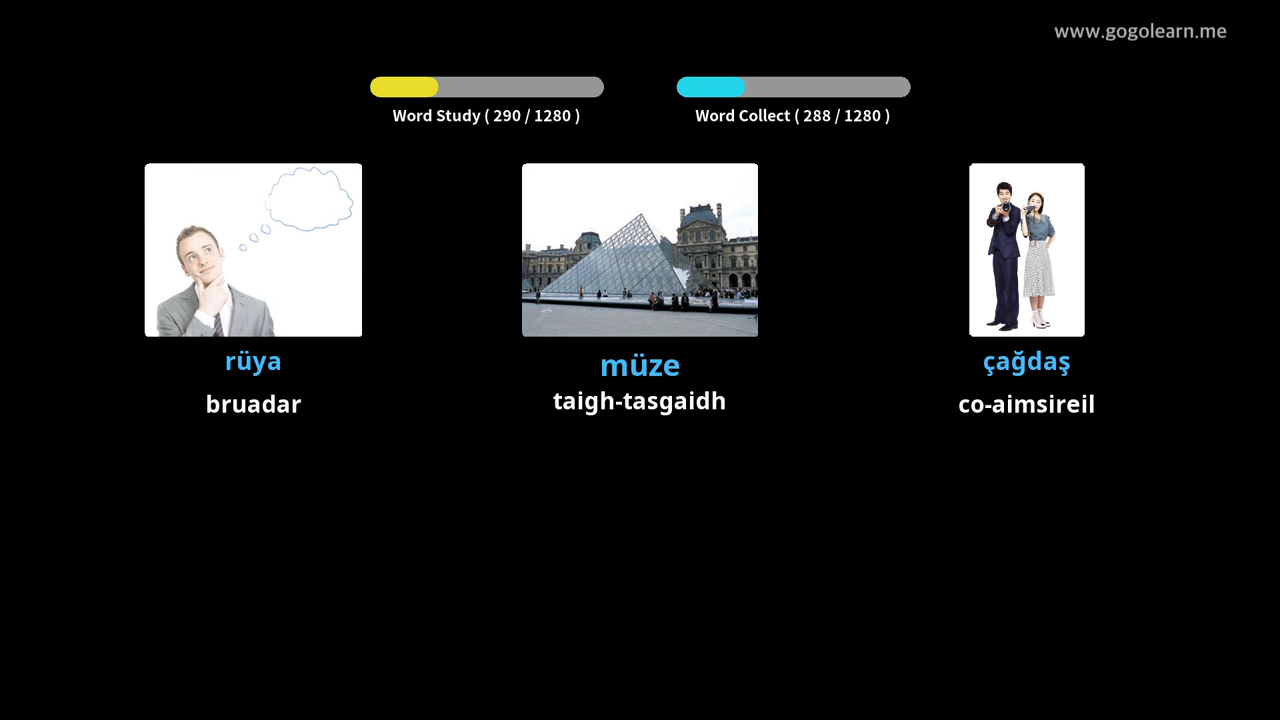 www.gogolearn.me
Word Study ( 290 / 1280 )
Word Collect ( 288 / 1280 )
rüya
bruadar
müze
taigh-tasgaidh
çağdaş
co-aimsireil